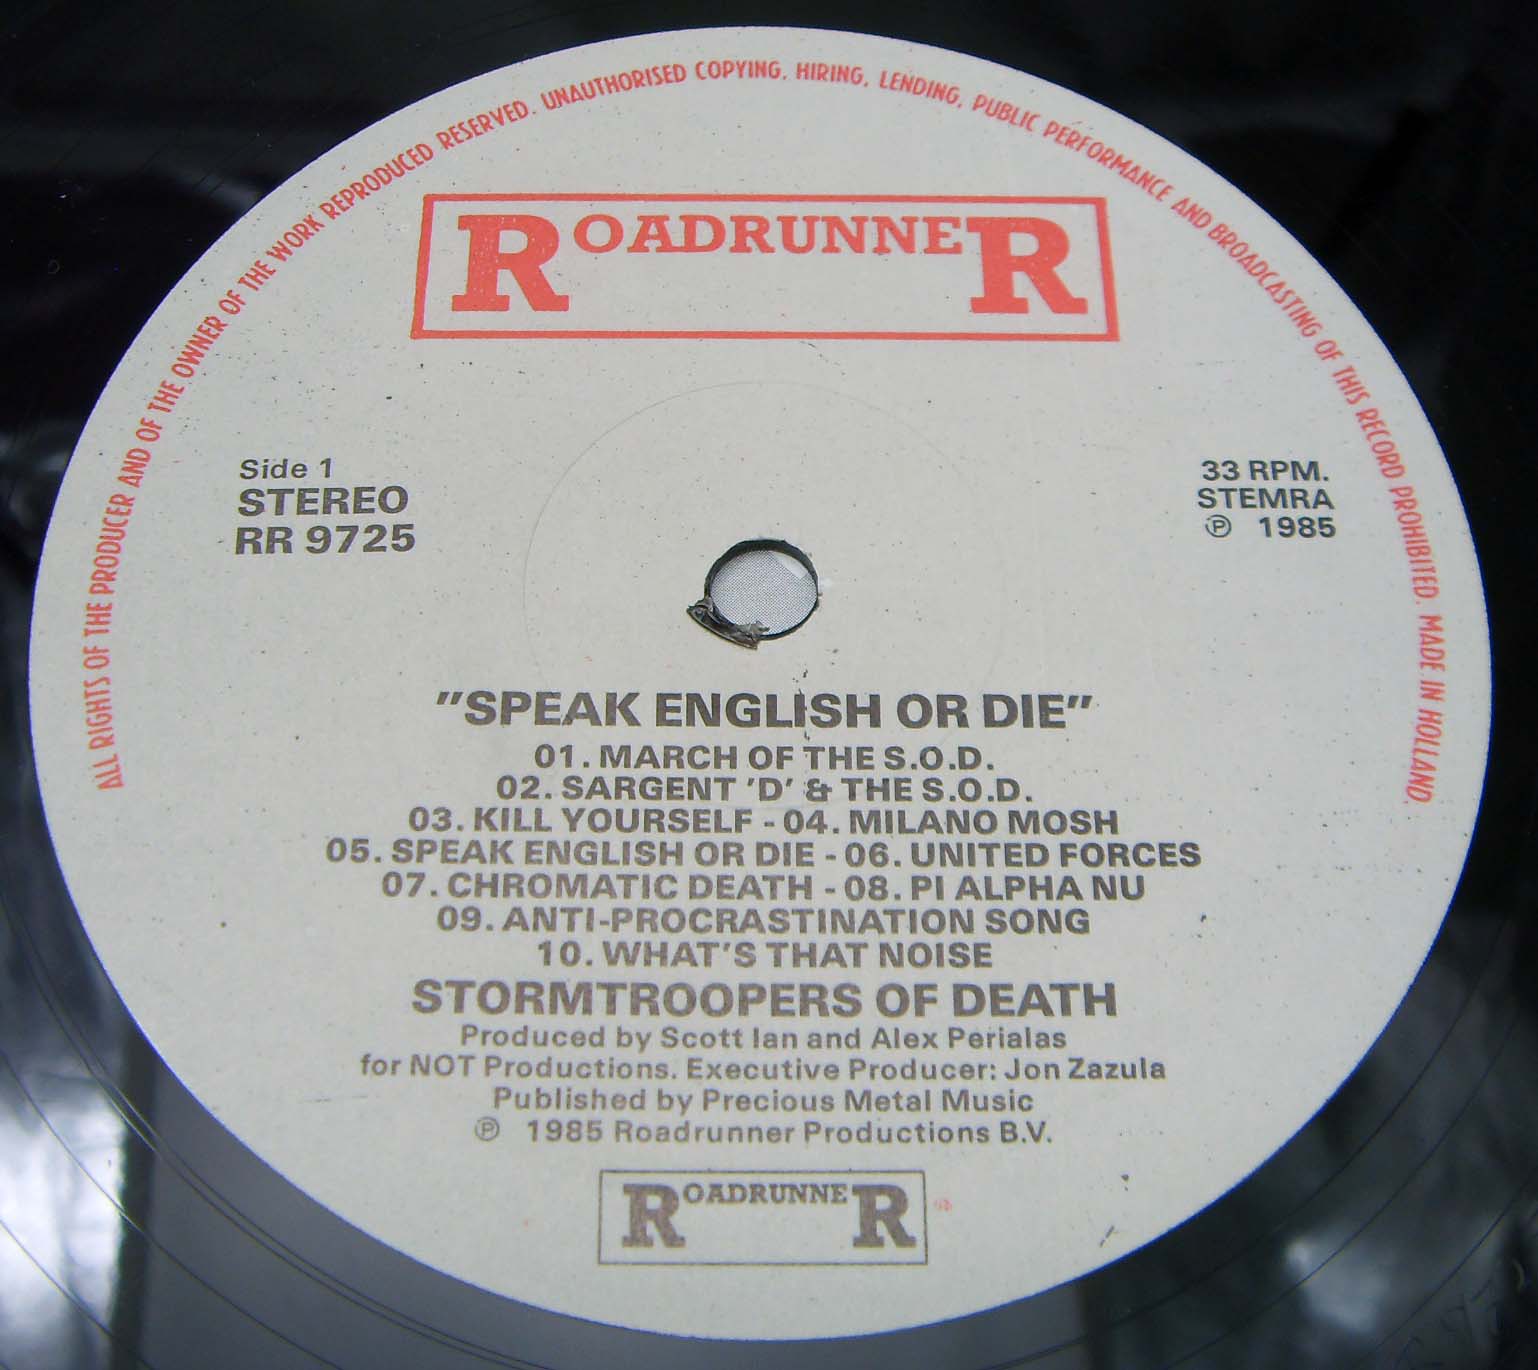 ALL RIGHTS OF THE PRODUCER AND OF THE OWNER OF THE WORK REPRODUCED RESERVED. UNAUTHORISED COPYING, HIRING, LENDING, PUBLIC PERFORMANCE AND BROADCASTING OF THIS RECORD PROHIBITED. MADE IN HOLLAND.
ROADRUNNER
Side 1
STEREO
RR 9725
33 RPM.
STEMRA
℗ 1985
"SPEAK ENGLISH OR DIE"
01. MARCH OF THE S.O.D.
02. SARGENT 'D' & THE S.O.D.
03. KILL YOURSELF - 04. MILANO MOSH
05. SPEAK ENGLISH OR DIE - 06. UNITED FORCES
07. CHROMATIC DEATH - 08. PI ALPHA NU
09. ANTI-PROCRASTINATION SONG
10. WHAT'S THAT NOISE
STORMTROOPERS OF DEATH
Produced by Scott Ian and Alex Perialas
for NOT Productions. Executive Producer: Jon Zazula
Published by Precious Metal Music
℗ 1985 Roadrunner Productions B.V.
ROADRUNNER